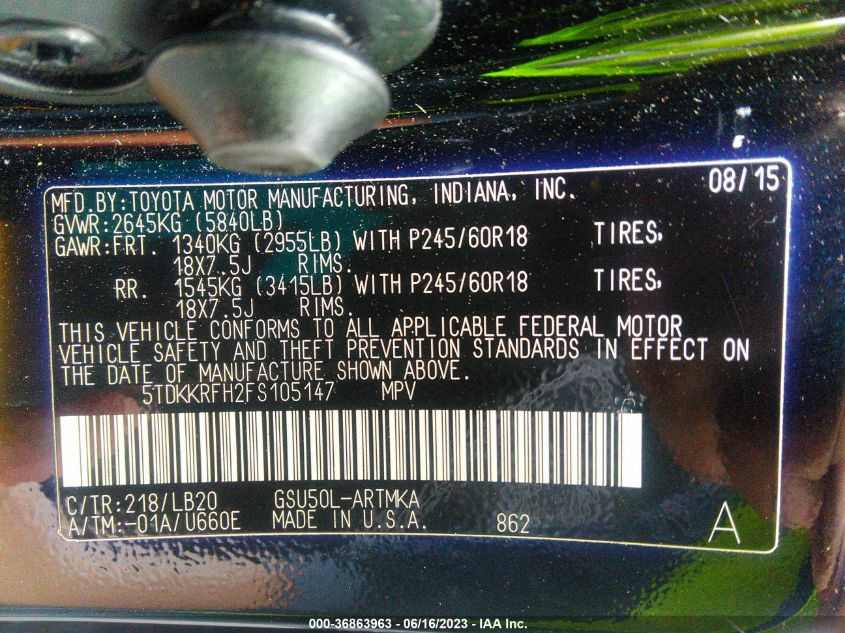 MFD.BY:TOYOTA MOTOR MANUFACTURING, INDIANA, INC. 08/15
GVWR:2645KG (5840LB)
GAWR:FRT. 1340KG (2955LB) WITH P245/60R18 TIRES,
18X7.5J RIMS.
RR. 1545KG (3415LB) WITH P245/60R18 TIRES,
18X7.5J RIMS.
THIS VEHICLE CONFORMS TO ALL APPLICABLE FEDERAL MOTOR
VEHICLE SAFETY AND THEFT PREVENTION STANDARDS IN EFFECT ON
THE DATE OF MANUFACTURE SHOWN ABOVE.
5TDKKRFH2FS105147 MPV
C/TR:218/LB20 GSU50L-ARTMKA
A/TM:-01A/U660E MADE IN U.S.A. 862 A
000-36863963 - 06/16/2023 - IAA Inc.